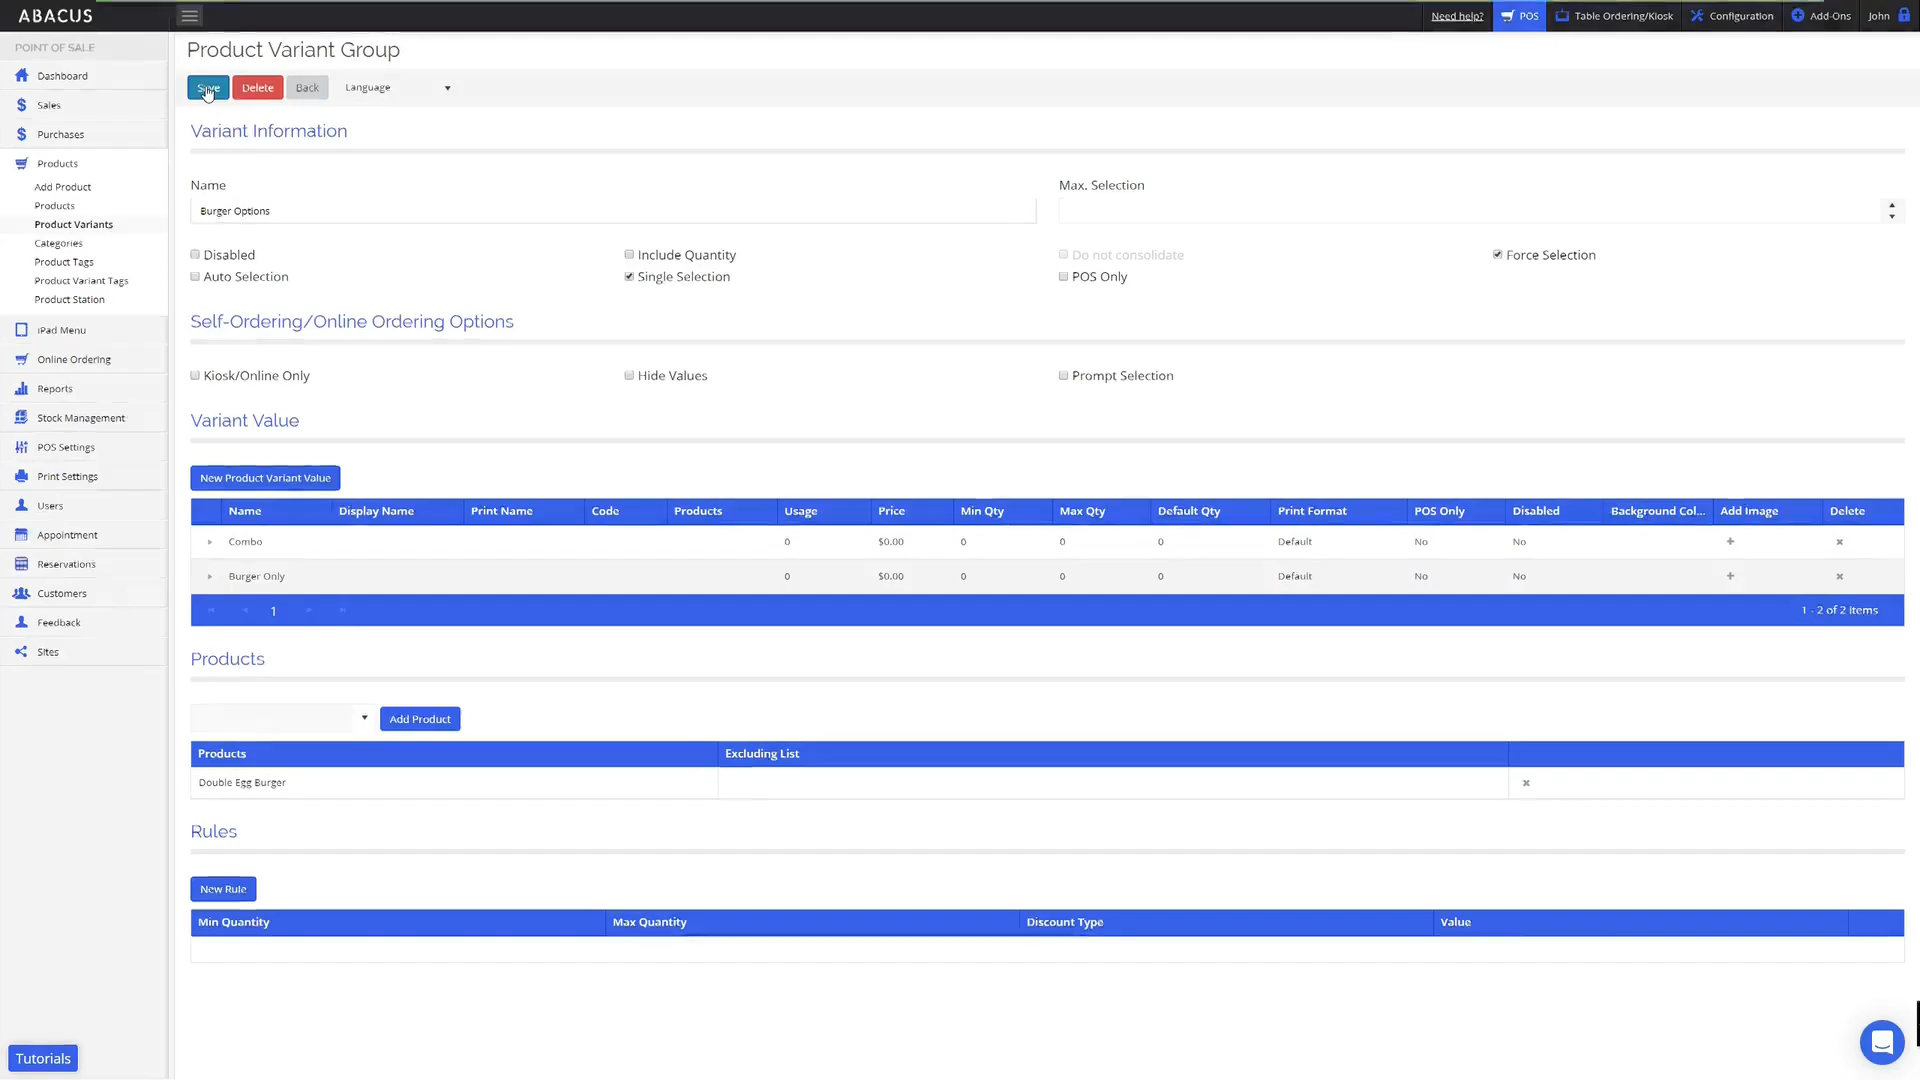 ABACUS
Need help? POS Table Ordering/Kiosk Configuration Add-Ons John
POINT OF SALE
Dashboard
Sales
Purchases
Products
Add Product
Products
Product Variants
Categories
Product Tags
Product Variant Tags
Product Station
iPad Menu
Online Ordering
Reports
Stock Management
POS Settings
Print Settings
Users
Appointment
Reservations
Customers
Feedback
Sites
Tutorials
Product Variant Group
Save Delete Back Language
Variant Information
Name Max. Selection
Burger Options
Disabled Include Quantity Do not consolidate Force Selection
Auto Selection Single Selection POS Only
Self-Ordering/Online Ordering Options
Kiosk/Online Only Hide Values Prompt Selection
Variant Value
New Product Variant Value
Name Display Name Print Name Code Products Usage Price Min Qty Max Qty Default Qty Print Format POS Only Disabled Background Col... Add Image Delete
Combo 0 $0.00 0 0 0 Default No No
Burger Only 0 $0.00 0 0 0 Default No No
1 1 - 2 of 2 items
Products
Add Product
Products Excluding List
Double Egg Burger
Rules
New Rule
Min Quantity Max Quantity Discount Type Value